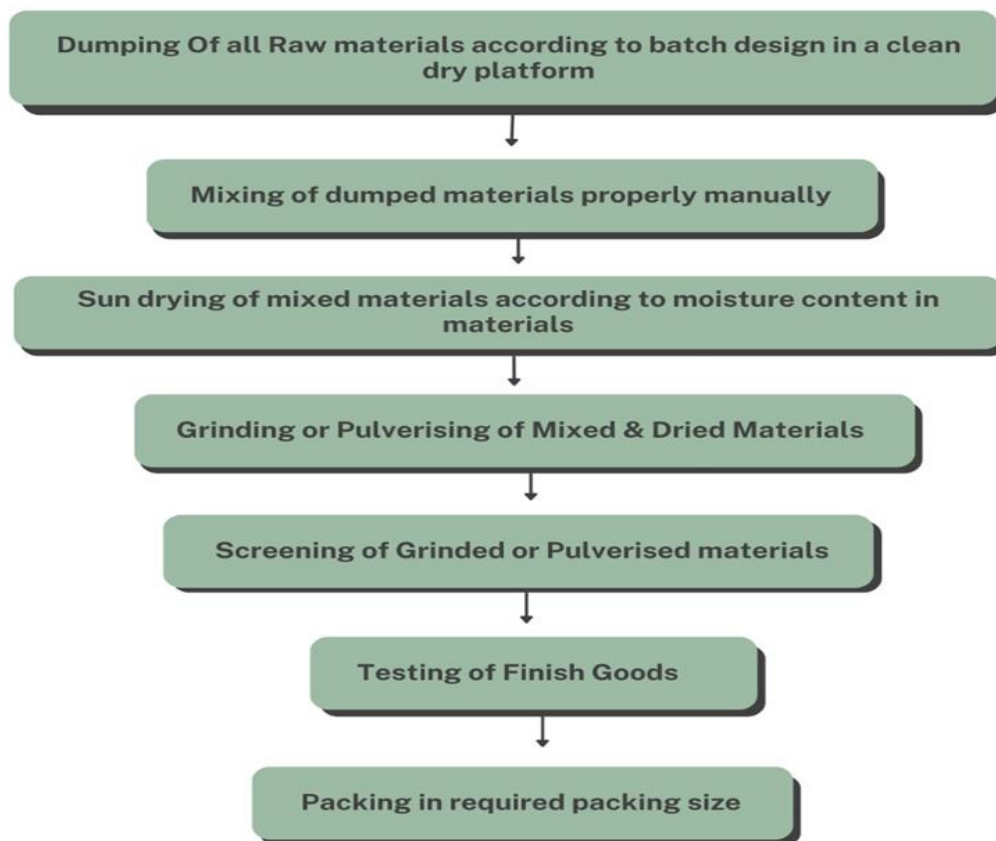 Dumping Of all Raw materials according to batch design in a clean
dry platform
Mixing of dumped materials properly manually
Sun drying of mixed materials according to moisture content in
materials
Grinding or Pulverising of Mixed & Dried Materials
Screening of Grinded or Pulverised materials
Testing of Finish Goods
Packing in required packing size